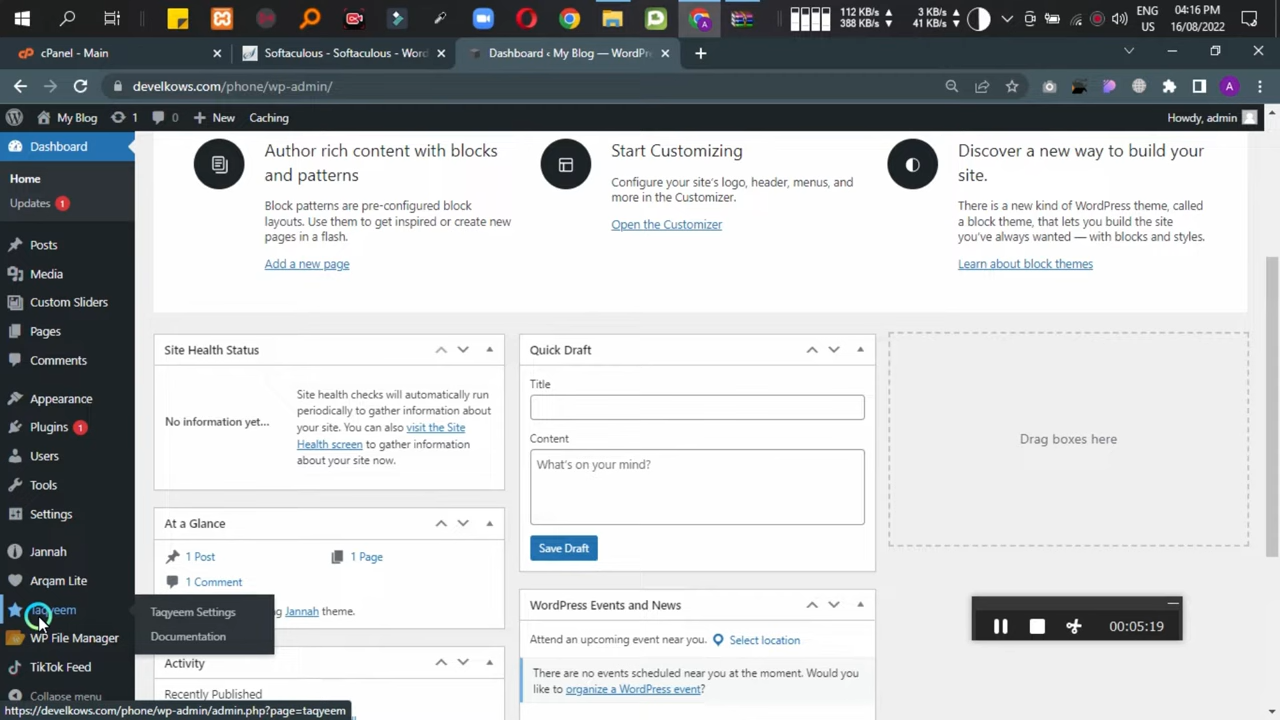 112 KB/s
388 KB/s
3 KB/s
41 KB/s
ENG
US
04:16 PM
16/08/2022
cPanel - Main
Softaculous - Softaculous - Word
Dashboard ‹ My Blog — WordPre
develkows.com/phone/wp-admin/
A
My Blog
1
0
New
Caching
Howdy, admin
Dashboard
Home
Updates 1
Posts
Media
Custom Sliders
Pages
Comments
Appearance
Plugins 1
Users
Tools
Settings
Jannah
Arqam Lite
Taqyeem
WP File Manager
TikTok Feed
Collapse menu
Taqyeem Settings
Documentation
Author rich content with blocks
and patterns
Block patterns are pre-configured block
layouts. Use them to get inspired or create new
pages in a flash.
Add a new page
Start Customizing
Configure your site's logo, header, menus, and
more in the Customizer.
Open the Customizer
Discover a new way to build your
site.
There is a new kind of WordPress theme, called
a block theme, that lets you build the site
you've always wanted — with blocks and styles.
Learn about block themes
Site Health Status
No information yet...
Site health checks will automatically run
periodically to gather information about
your site. You can also visit the Site
Health screen to gather information
about your site now.
At a Glance
1 Post
1 Page
1 Comment
Jannah theme.
Activity
Recently Published
Quick Draft
Title
Content
What's on your mind?
Save Draft
WordPress Events and News
Attend an upcoming event near you.
Select location
There are no events scheduled near you at the moment. Would you
like to organize a WordPress event?
Drag boxes here
00:05:19
https://develkows.com/phone/wp-admin/admin.php?page=taqyeem